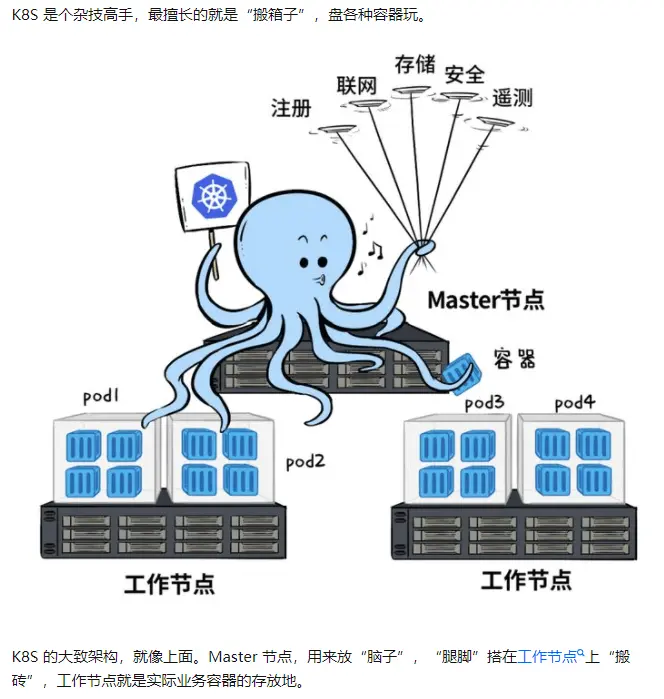 K8S 是个杂技高手，最擅长的就是“搬箱子”，盘各种容器玩。
注册
联网
存储
安全
遥测
Master节点
容器
pod1
pod2
pod3
pod4
工作节点
工作节点
K8S 的大致架构，就像上面。Master 节点，用来放“脑子”，“腿脚”搭在工作节点上“搬
砖”，工作节点就是实际业务容器的存放地。